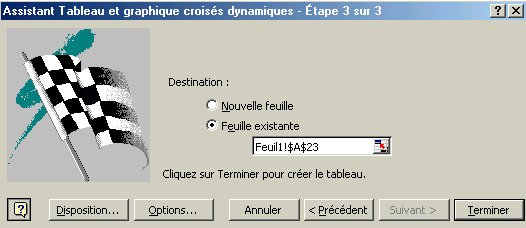 Assistant Tableau et graphique croisés dynamiques - Étape 3 sur 3
Destination :
Nouvelle feuille
Feuille existante
Feuil1!$A$23
Cliquez sur Terminer pour créer le tableau.
Disposition... Options... Annuler < Précédent Suivant > Terminer